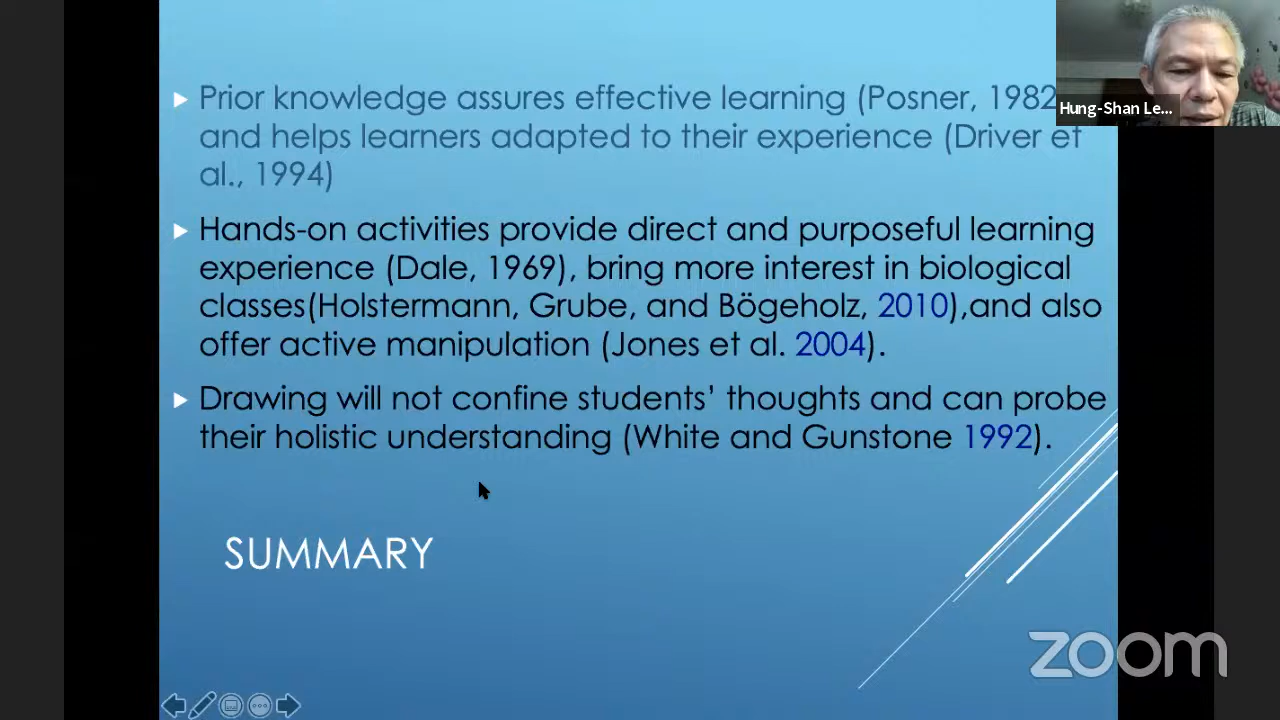 Prior knowledge assures effective learning (Posner, 1982
and helps learners adapted to their experience (Driver et
al., 1994)
Hands-on activities provide direct and purposeful learning
experience (Dale, 1969), bring more interest in biological
classes(Holstermann, Grube, and Bögeholz, 2010),and also
offer active manipulation (Jones et al. 2004).
Drawing will not confine students’ thoughts and can probe
their holistic understanding (White and Gunstone 1992).
SUMMARY
Hung-Shan Le...
zoom